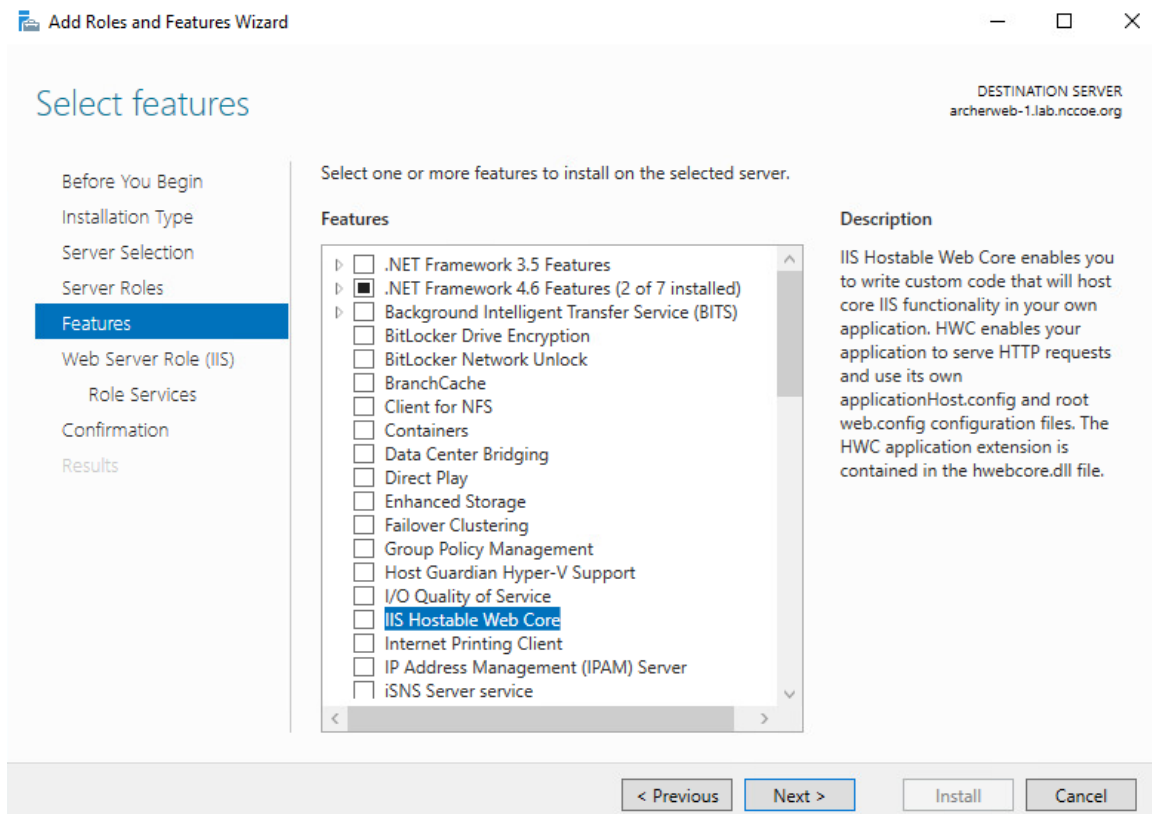 Add Roles and Features Wizard
Select features
DESTINATION SERVER
archerweb-1.lab.nccoe.org
Before You Begin
Installation Type
Server Selection
Server Roles
Features
Web Server Role (IIS)
Role Services
Confirmation
Results
Select one or more features to install on the selected server.
Features
.NET Framework 3.5 Features
.NET Framework 4.6 Features (2 of 7 installed)
Background Intelligent Transfer Service (BITS)
BitLocker Drive Encryption
BitLocker Network Unlock
BranchCache
Client for NFS
Containers
Data Center Bridging
Direct Play
Enhanced Storage
Failover Clustering
Group Policy Management
Host Guardian Hyper-V Support
I/O Quality of Service
IIS Hostable Web Core
Internet Printing Client
IP Address Management (IPAM) Server
iSNS Server service
Description
IIS Hostable Web Core enables you
to write custom code that will host
core IIS functionality in your own
application. HWC enables your
application to serve HTTP requests
and use its own
applicationHost.config and root
web.config configuration files. The
HWC application extension is
contained in the hwebcore.dll file.
< Previous
Next >
Install
Cancel